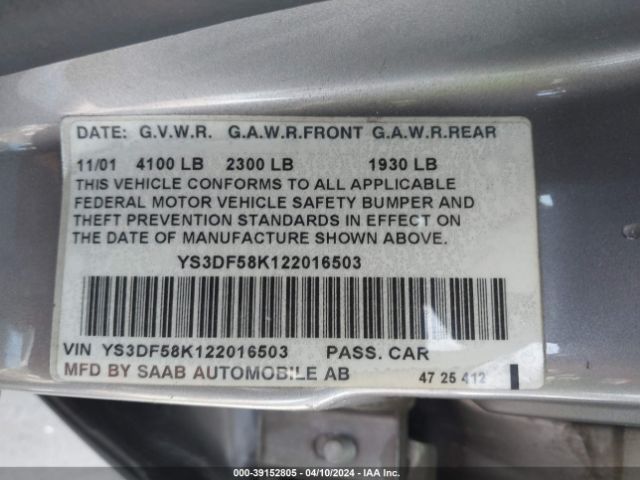 DATE: G.V.W.R. G.A.W.R.FRONT G.A.W.R.REAR
11/01 4100 LB 2300 LB 1930 LB
THIS VEHICLE CONFORMS TO ALL APPLICABLE
FEDERAL MOTOR VEHICLE SAFETY BUMPER AND
THEFT PREVENTION STANDARDS IN EFFECT ON
THE DATE OF MANUFACTURE SHOWN ABOVE.
YS3DF58K122016503
VIN YS3DF58K122016503 PASS. CAR
MFD BY SAAB AUTOMOBILE AB 47 25 412
000-39152805 - 04/10/2024 - IAA Inc.